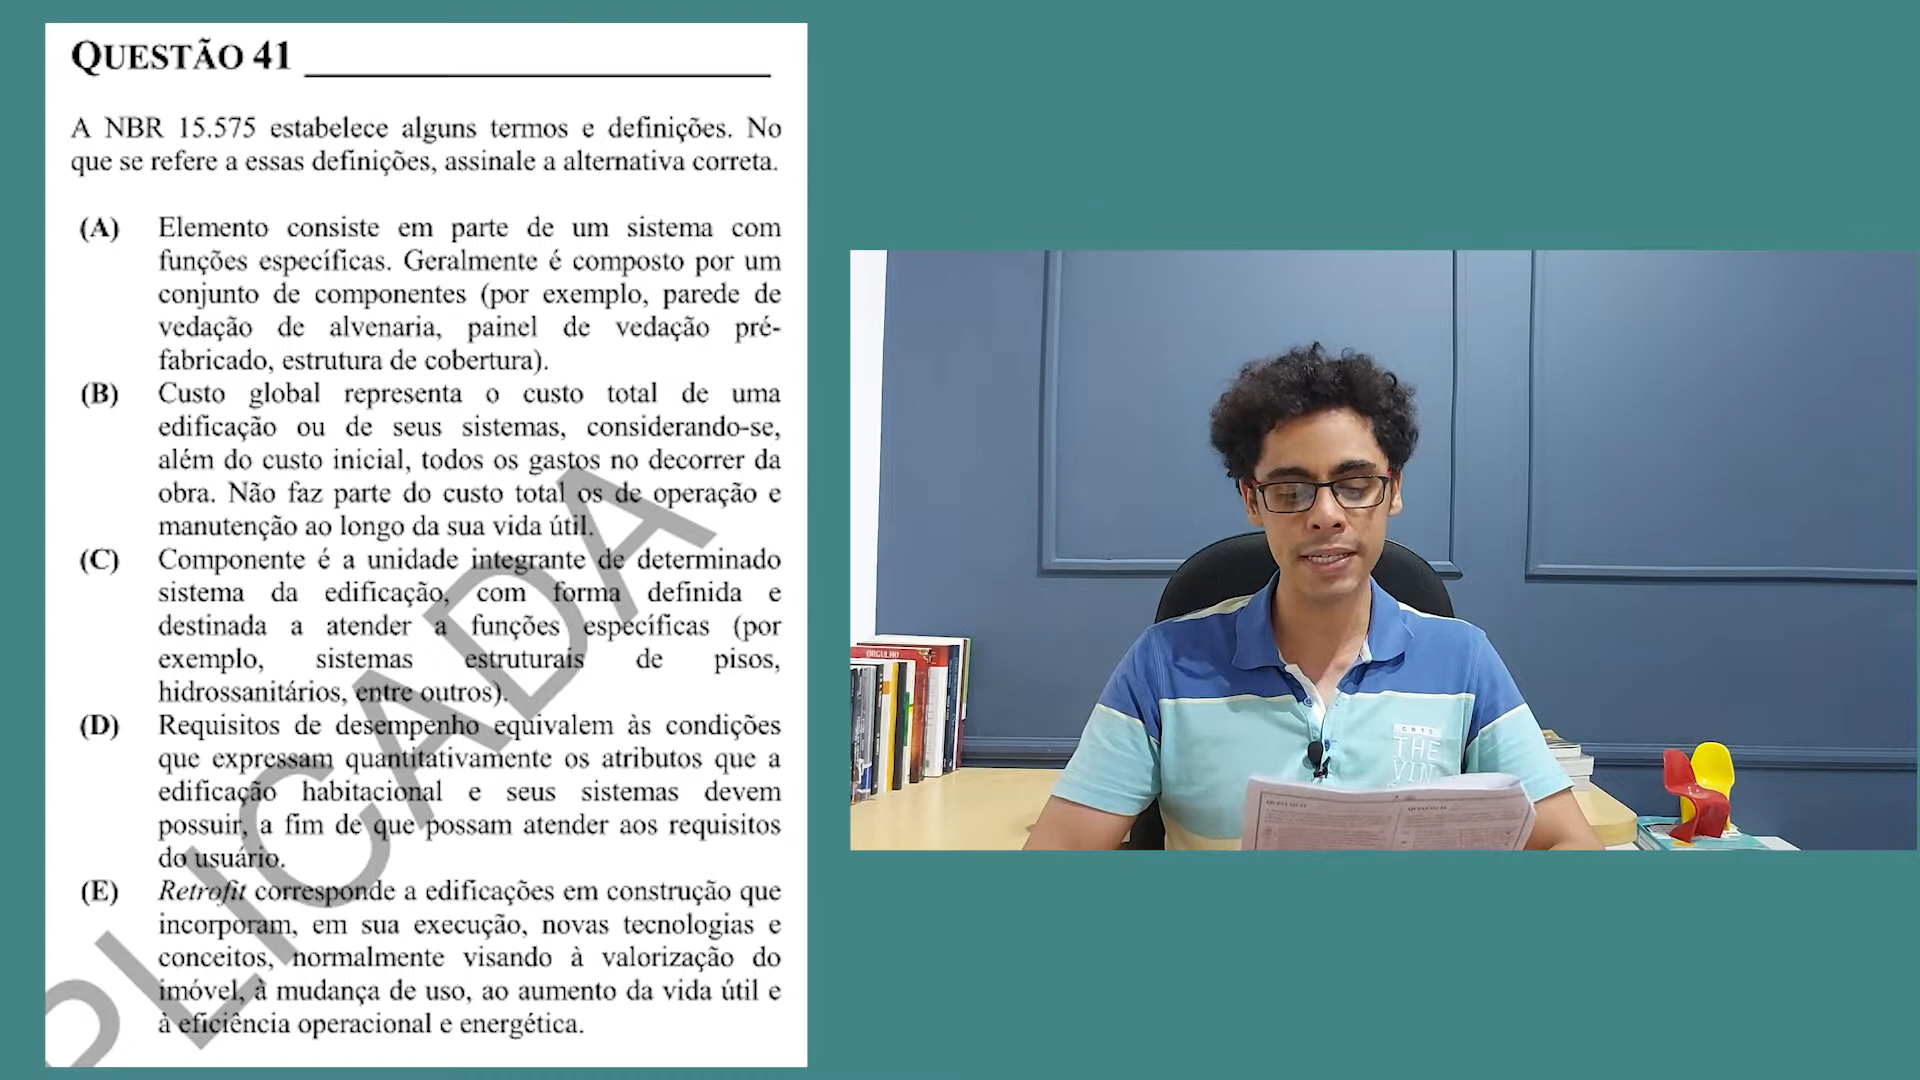 QUESTÃO 41
A NBR 15.575 estabelece alguns termos e definições. No
que se refere a essas definições, assinale a alternativa correta.
(A) Elemento consiste em parte de um sistema com
funções específicas. Geralmente é composto por um
conjunto de componentes (por exemplo, parede de
vedação de alvenaria, painel de vedação pré-
fabricado, estrutura de cobertura).
(B) Custo global representa o custo total de uma
edificação ou de seus sistemas, considerando-se,
além do custo inicial, todos os gastos no decorrer da
obra. Não faz parte do custo total os de operação e
manutenção ao longo da sua vida útil.
(C) Componente é a unidade integrante de determinado
sistema da edificação, com forma definida e
destinada a atender a funções específicas (por
exemplo, sistemas estruturais de pisos,
hidrossanitários, entre outros).
(D) Requisitos de desempenho equivalem às condições
que expressam quantitativamente os atributos que a
edificação habitacional e seus sistemas devem
possuir, a fim de que possam atender aos requisitos
do usuário.
(E) Retrofit corresponde a edificações em construção que
incorporam, em sua execução, novas tecnologias e
conceitos, normalmente visando à valorização do
imóvel, à mudança de uso, ao aumento da vida útil e
à eficiência operacional e energética.
PLICADA
ORGULHO
THE
VIN